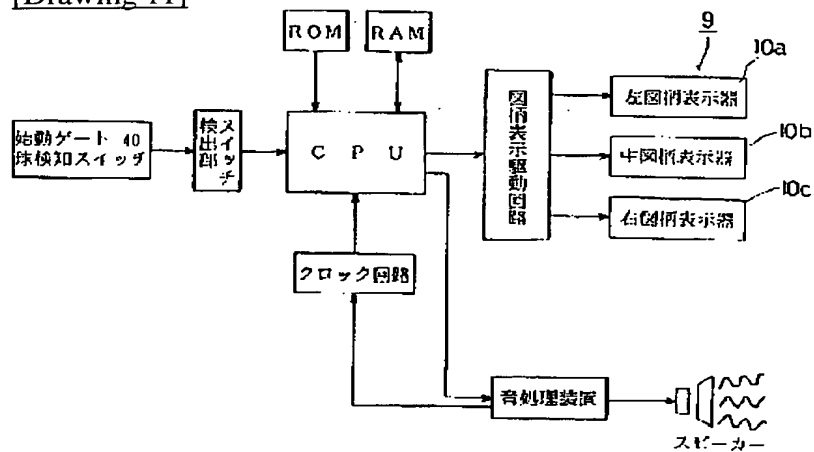 [Drawing 11]
ROM
RAM
9
10a
左図柄表示器
始動ゲート 40
球検知スイッチ
スイッチ
検出部
CPU
図柄表示駆動回路
10b
中図柄表示器
10c
右図柄表示器
クロック回路
音処理装置
スピーカー